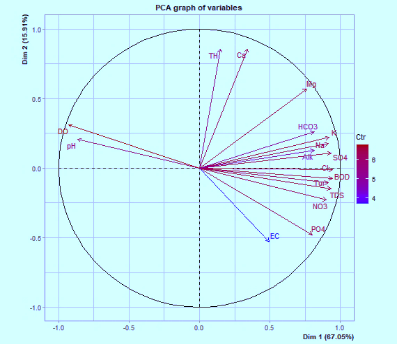 PCA graph of variables
Dim 2 (15.91%)
1.0
0.5
0.0
-0.5
-1.0
TH
Ca
Mg
HCO3
K
Na
Alk
SO4
DO
pH
Cl
BOD
Tur
TDS
NO3
PO4
EC
Ctr
6
5
4
-1.0
-0.5
0.0
0.5
1.0
Dim 1 (67.05%)